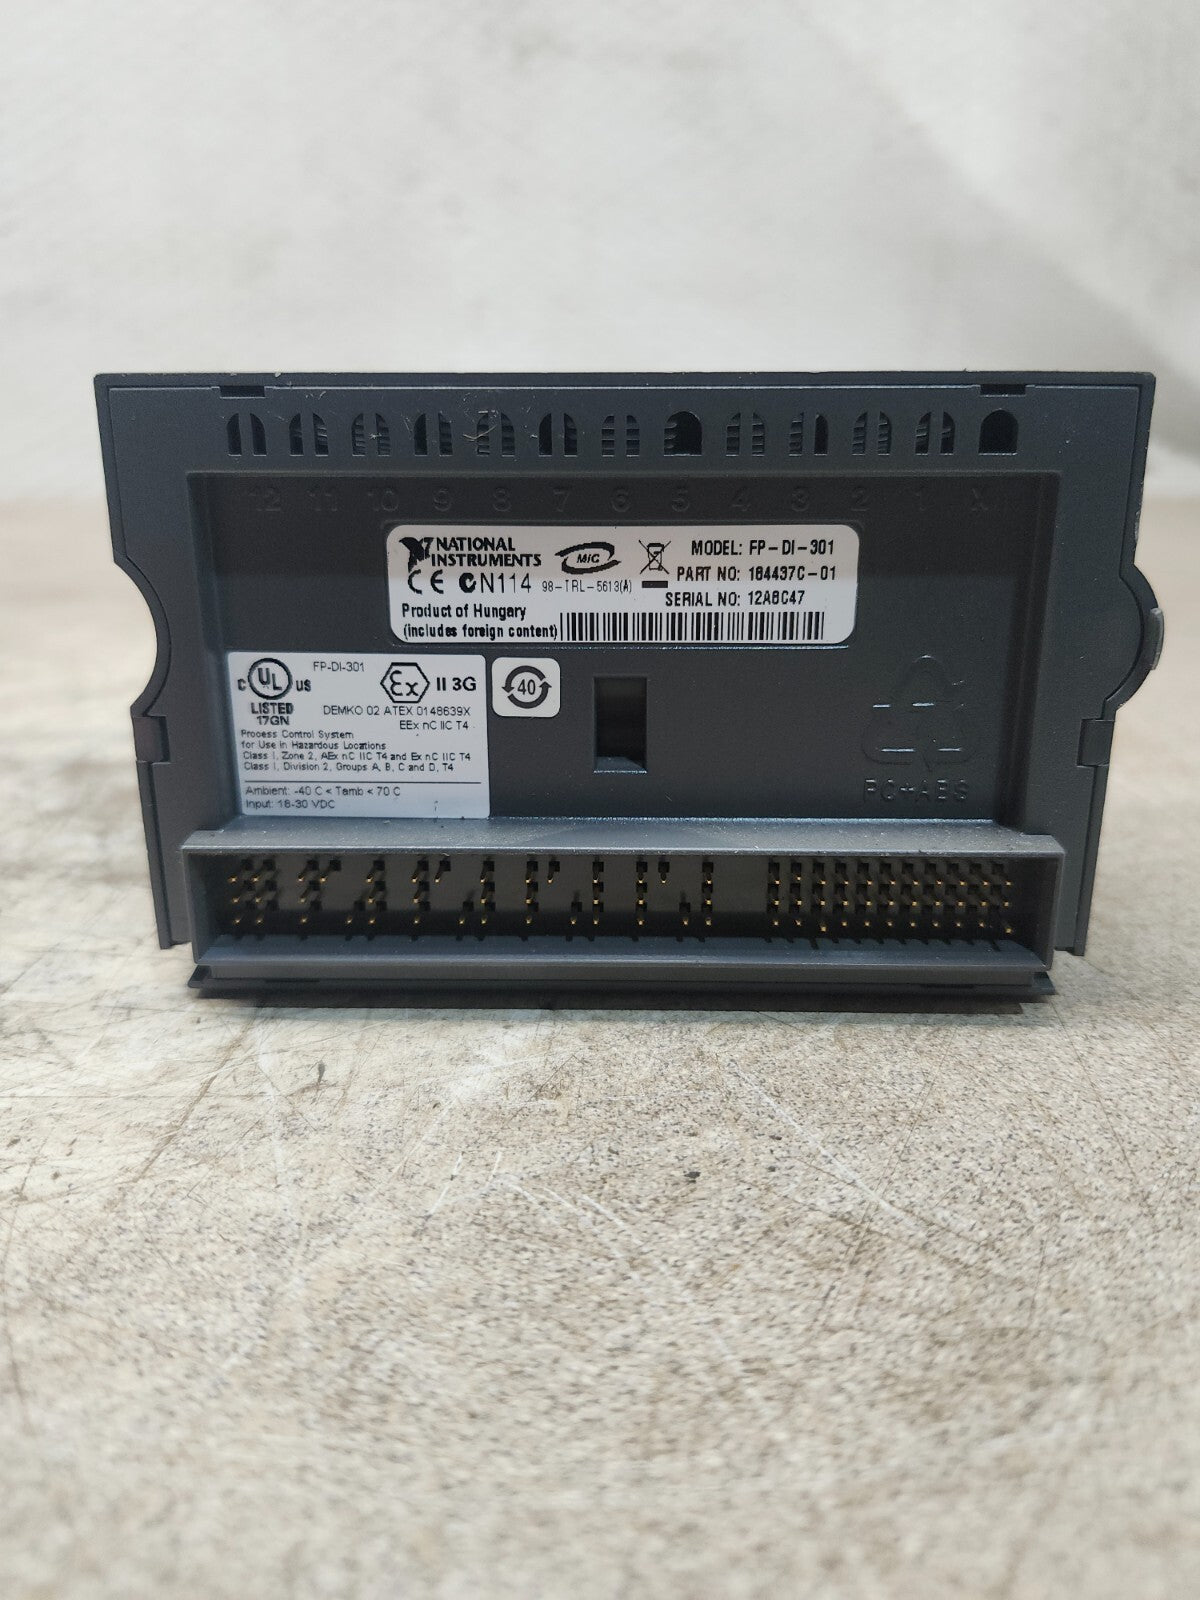 12 11 10 9 8 7 6 5 4 3 2 1 X
NATIONAL INSTRUMENTS
MIC
MODEL: FP-DI-301
CE N114 98-TRL-5613(A)
PART NO: 184437C-01
SERIAL NO: 12A8C47
Product of Hungary
(includes foreign content)
C UL US
LISTED
17GN
FP-DI-301
Ex II 3G
DEMKO 02 ATEX 0148639X
EEx nC IIC T4
40
Process Control System
for Use in Hazardous Locations
Class I, Zone 2, AEx nC IIC T4 and Ex nC IIC T4
Class I, Division 2, Groups A, B, C and D, T4
Ambient: -40 C < Tamb < 70 C
Input: 18-30 VDC
PC+ABS